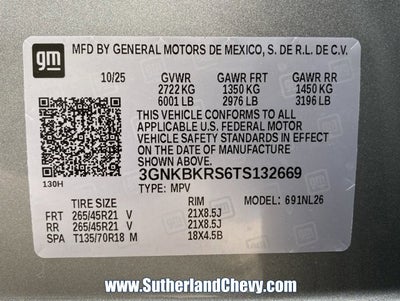 gm
MFD BY GENERAL MOTORS DE MEXICO, S. DE R.L. DE C.V.
10/25 GVWR GAWR FRT GAWR RR
2722 KG 1350 KG 1450 KG
6001 LB 2976 LB 3196 LB
THIS VEHICLE CONFORMS TO ALL
APPLICABLE U.S. FEDERAL MOTOR
VEHICLE SAFETY STANDARDS IN EFFECT
ON THE DATE OF MANUFACTURE
SHOWN ABOVE.
3GNKBKRS6TS132669
130H TYPE: MPV
TIRE SIZE RIM MODEL: 691NL26
FRT 265/45R21 V 21X8.5J
RR 265/45R21 V 21X8.5J
SPA T135/70R18 M 18X4.5B
www.SutherlandChevy.com